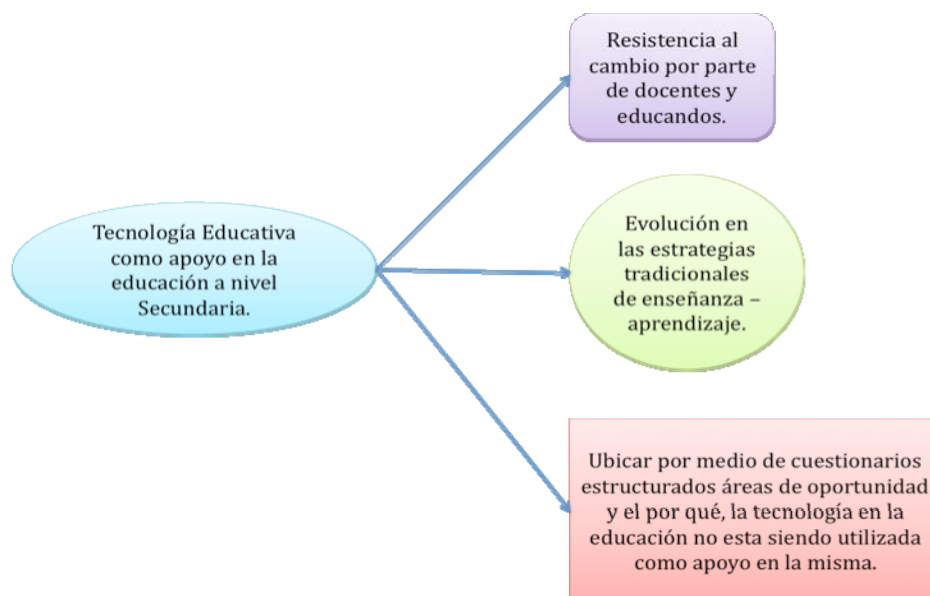 Resistencia al
cambio por parte
de docentes y
educandos.
Tecnología Educativa
como apoyo en la
educación a nivel
Secundaria.
Evolución en
las estrategias
tradicionales
de enseñanza –
aprendizaje.
Ubicar por medio de cuestionarios
estructurados áreas de oportunidad
y el por qué, la tecnología en la
educación no esta siendo utilizada
como apoyo en la misma.